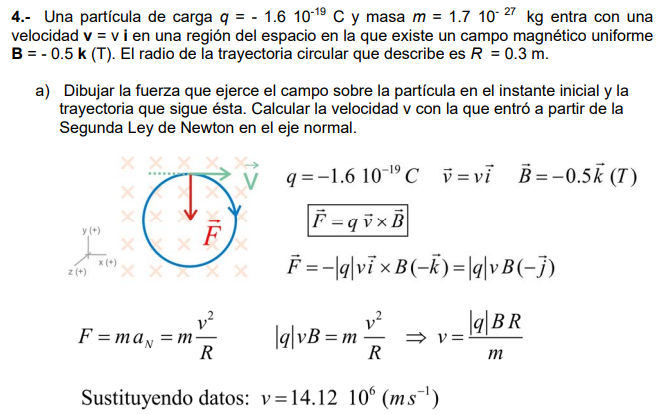 4.- Una partícula de carga q = - 1.6 10⁻¹⁹ C y masa m = 1.7 10⁻ ²⁷ kg entra con una
velocidad v = v i en una región del espacio en la que existe un campo magnético uniforme
B = - 0.5 k (T). El radio de la trayectoria circular que describe es R = 0.3 m.
a) Dibujar la fuerza que ejerce el campo sobre la partícula en el instante inicial y la
trayectoria que sigue ésta. Calcular la velocidad v con la que entró a partir de la
Segunda Ley de Newton en el eje normal.
q = −1.6 10⁻¹⁹ C   v⃗ = v i⃗   B⃗ = −0.5 k⃗ (T)
v⃗
F⃗ = q v⃗ × B⃗
F⃗
y (+)
x (+)
z (+)
F⃗ = −|q| v i⃗ × B(−k⃗) = |q| v B(−j⃗)
F = m a_N = m v²/R   |q| v B = m v²/R ⇒ v = |q| B R / m
Sustituyendo datos: v = 14.12 10⁶ (m s⁻¹)